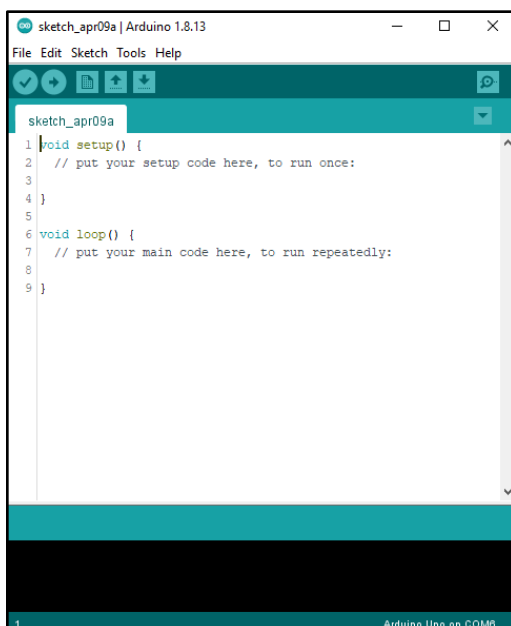 sketch_apr09a | Arduino 1.8.13
File Edit Sketch Tools Help
sketch_apr09a
1 void setup() {
2 // put your setup code here, to run once:
3
4 }
5
6 void loop() {
7 // put your main code here, to run repeatedly:
8
9 }
1 Arduino Uno on COM6